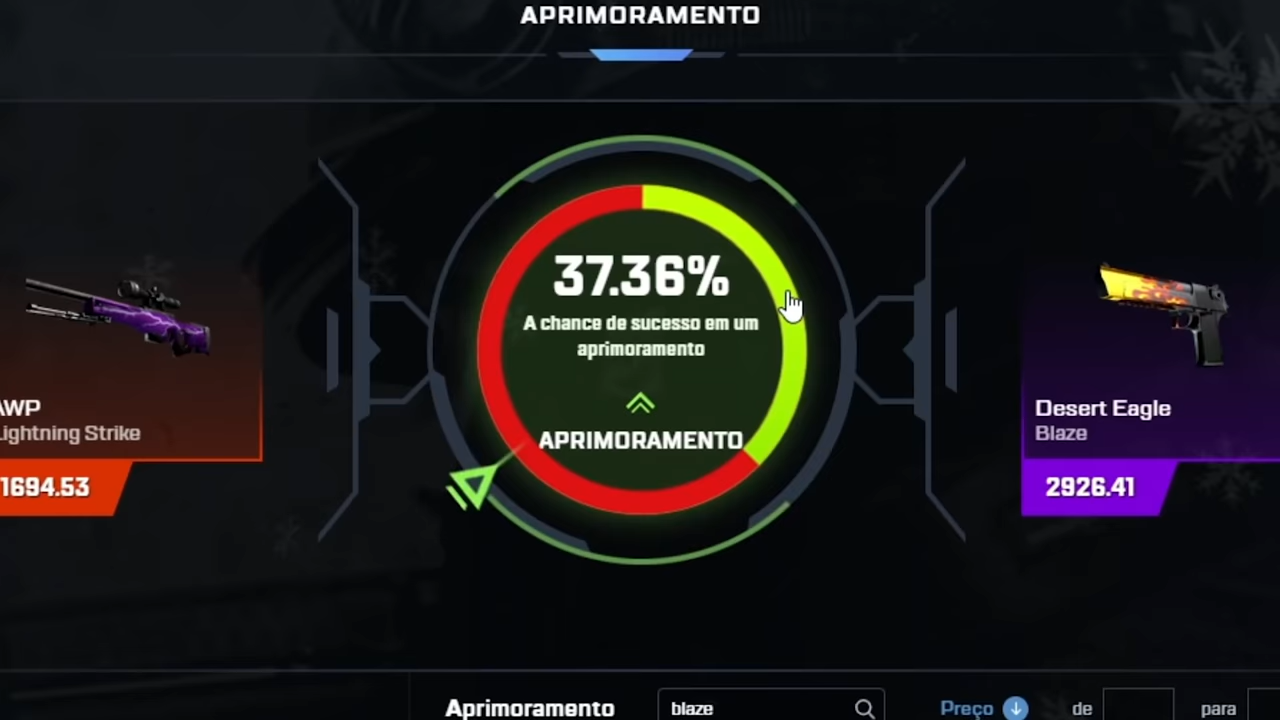 APRIMORAMENTO
37.36%
A chance de sucesso em um
aprimoramento
APRIMORAMENTO
AWP
Lightning Strike
1694.53
Desert Eagle
Blaze
2926.41
Aprimoramento
blaze
Preço
de
para